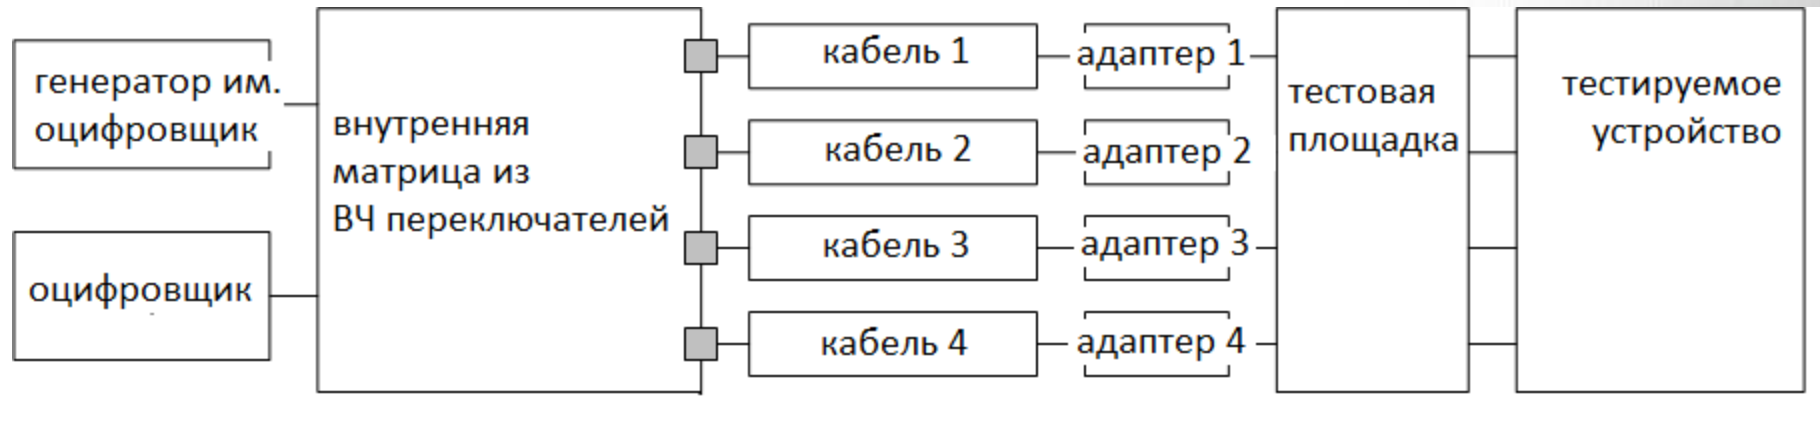 генератор им.
оцифровщик
оцифровщик
внутренняя
матрица из
ВЧ переключателей
кабель 1
адаптер 1
кабель 2
адаптер 2
кабель 3
адаптер 3
кабель 4
адаптер 4
тестовая
площадка
тестируемое
устройство